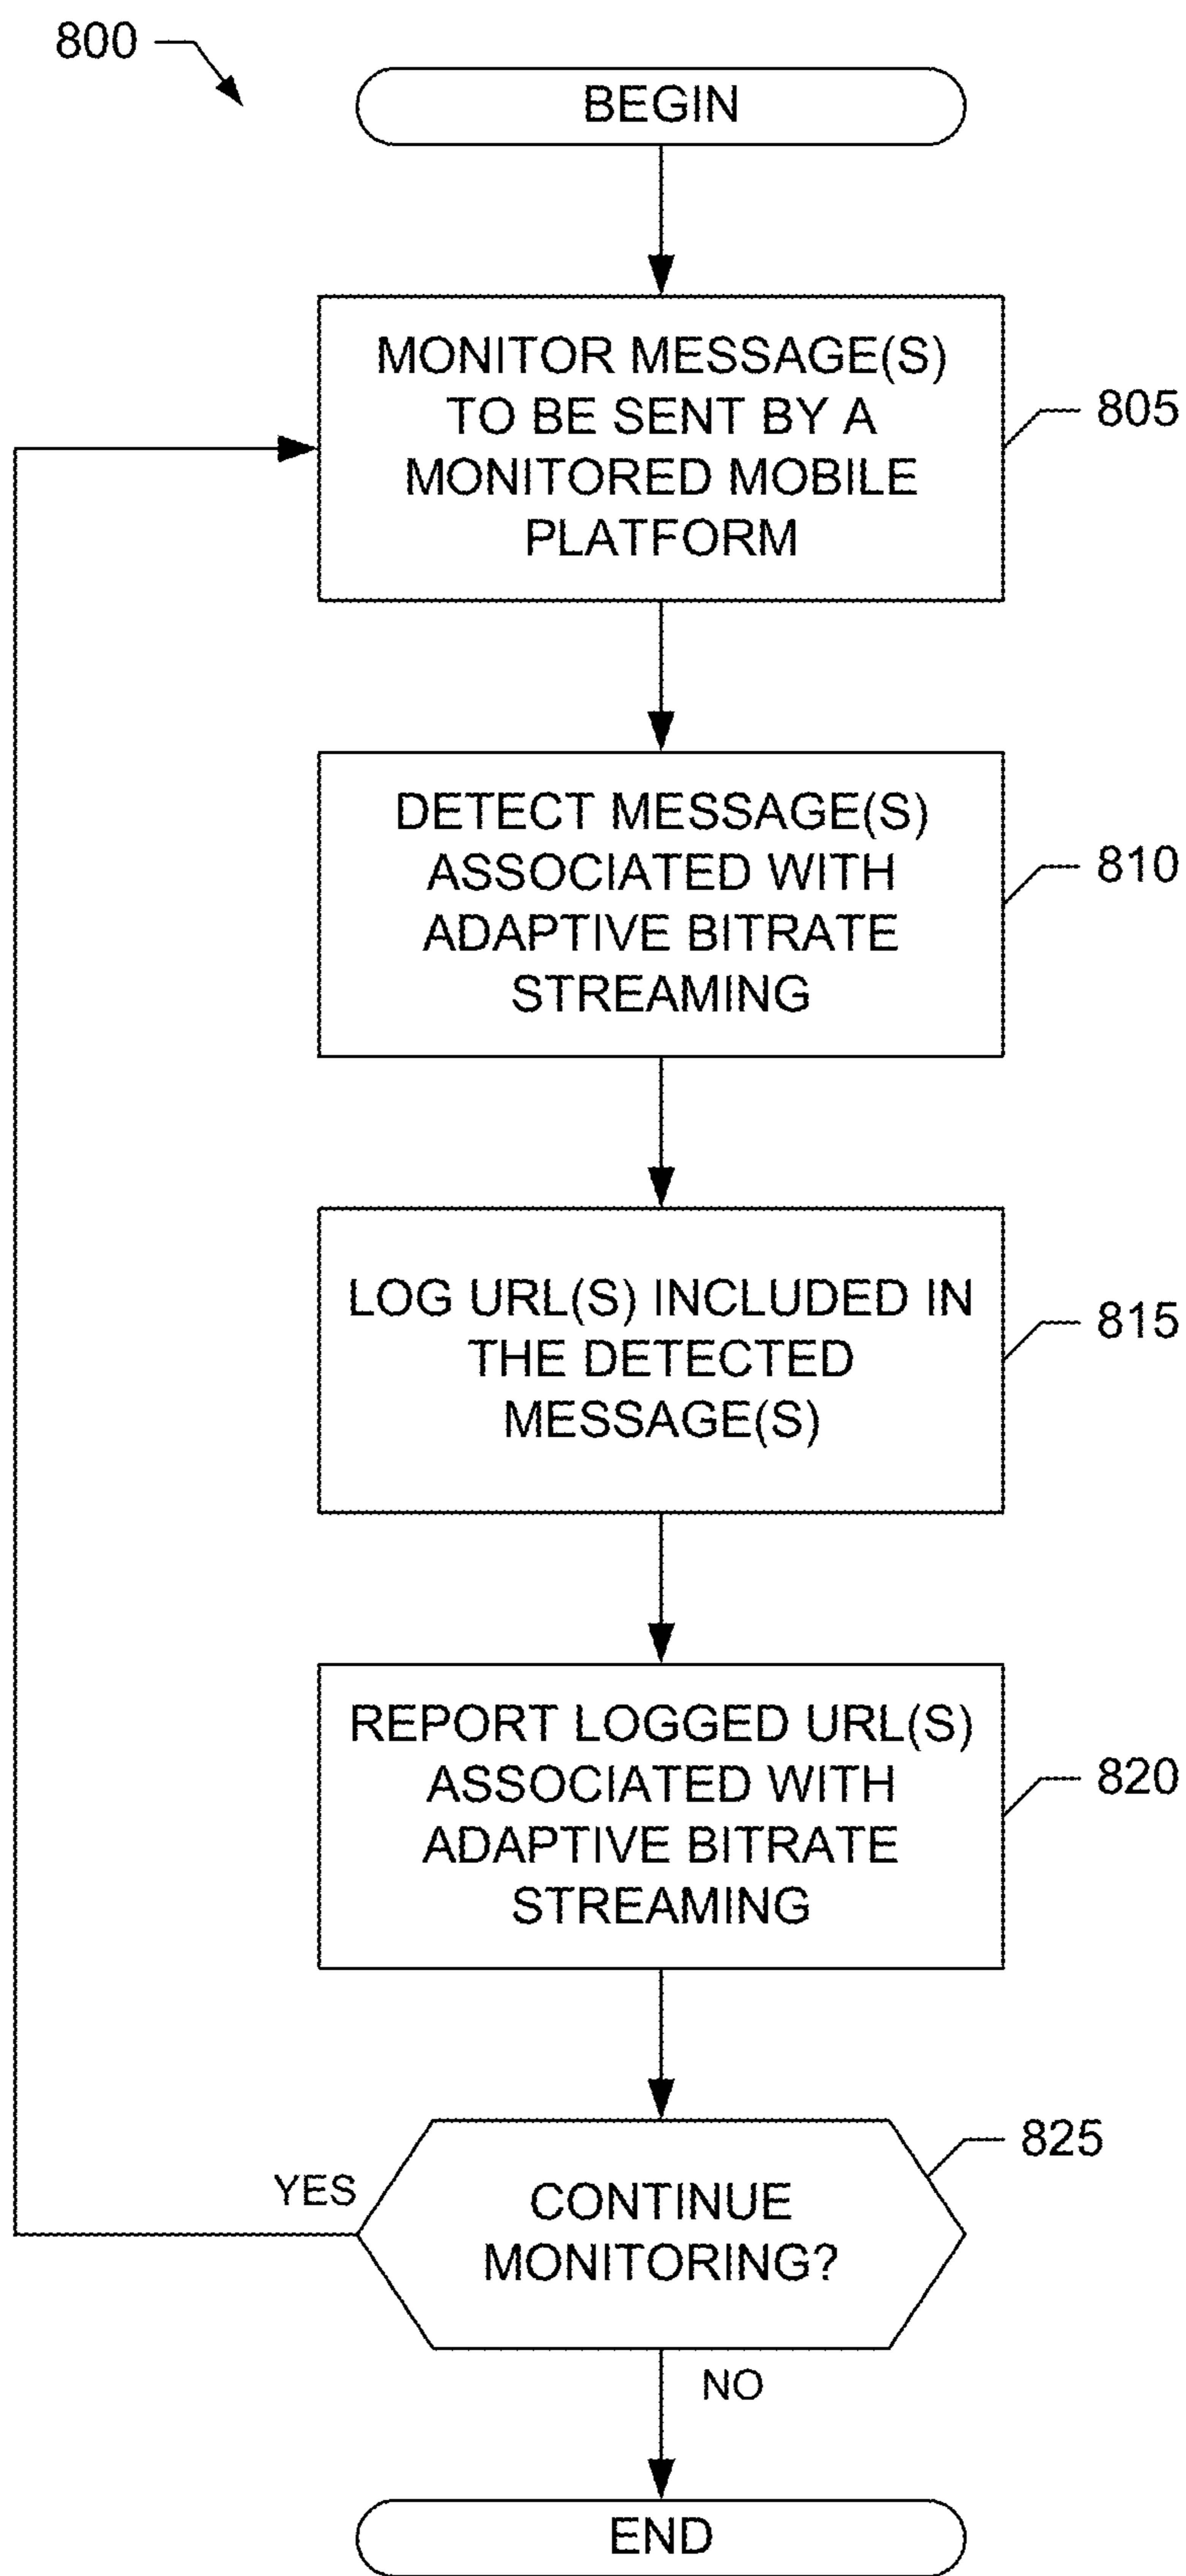 800
BEGIN
MONITOR MESSAGE(S)
TO BE SENT BY A
MONITORED MOBILE
PLATFORM
805
DETECT MESSAGE(S)
ASSOCIATED WITH
ADAPTIVE BITRATE
STREAMING
810
LOG URL(S) INCLUDED IN
THE DETECTED
MESSAGE(S)
815
REPORT LOGGED URL(S)
ASSOCIATED WITH
ADAPTIVE BITRATE
STREAMING
820
825
YES
CONTINUE
MONITORING?
NO
END